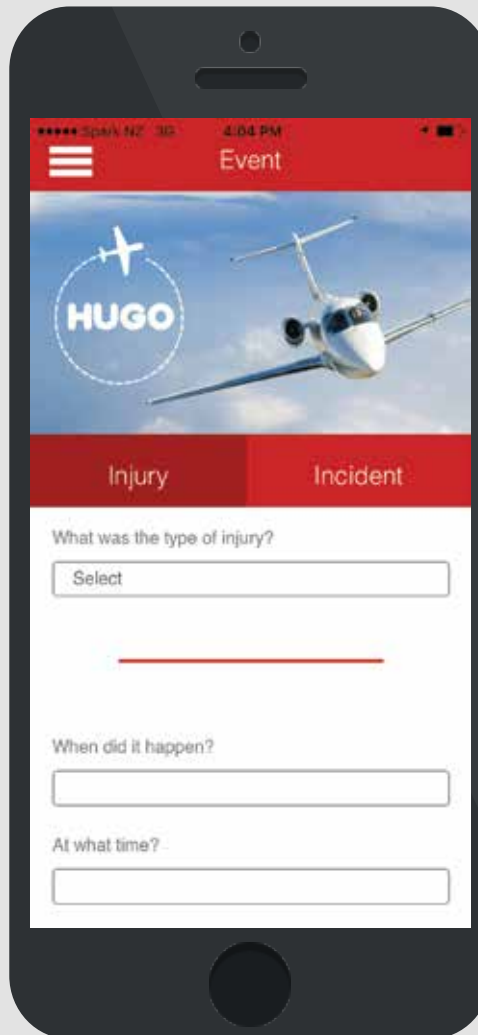 Spark NZ 3G 4:04 PM
Event
HUGO
Injury Incident
What was the type of injury?
Select
When did it happen?
At what time?